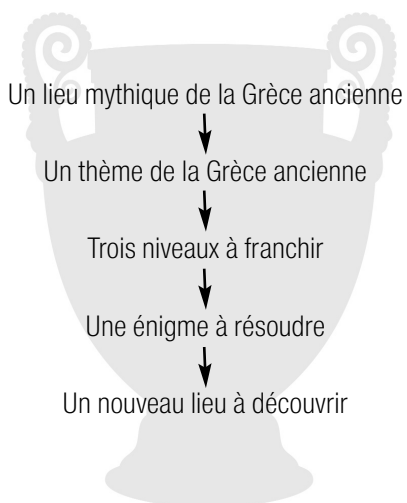 Un lieu mythique de la Grèce ancienne
Un thème de la Grèce ancienne
Trois niveaux à franchir
Une énigme à résoudre
Un nouveau lieu à découvrir